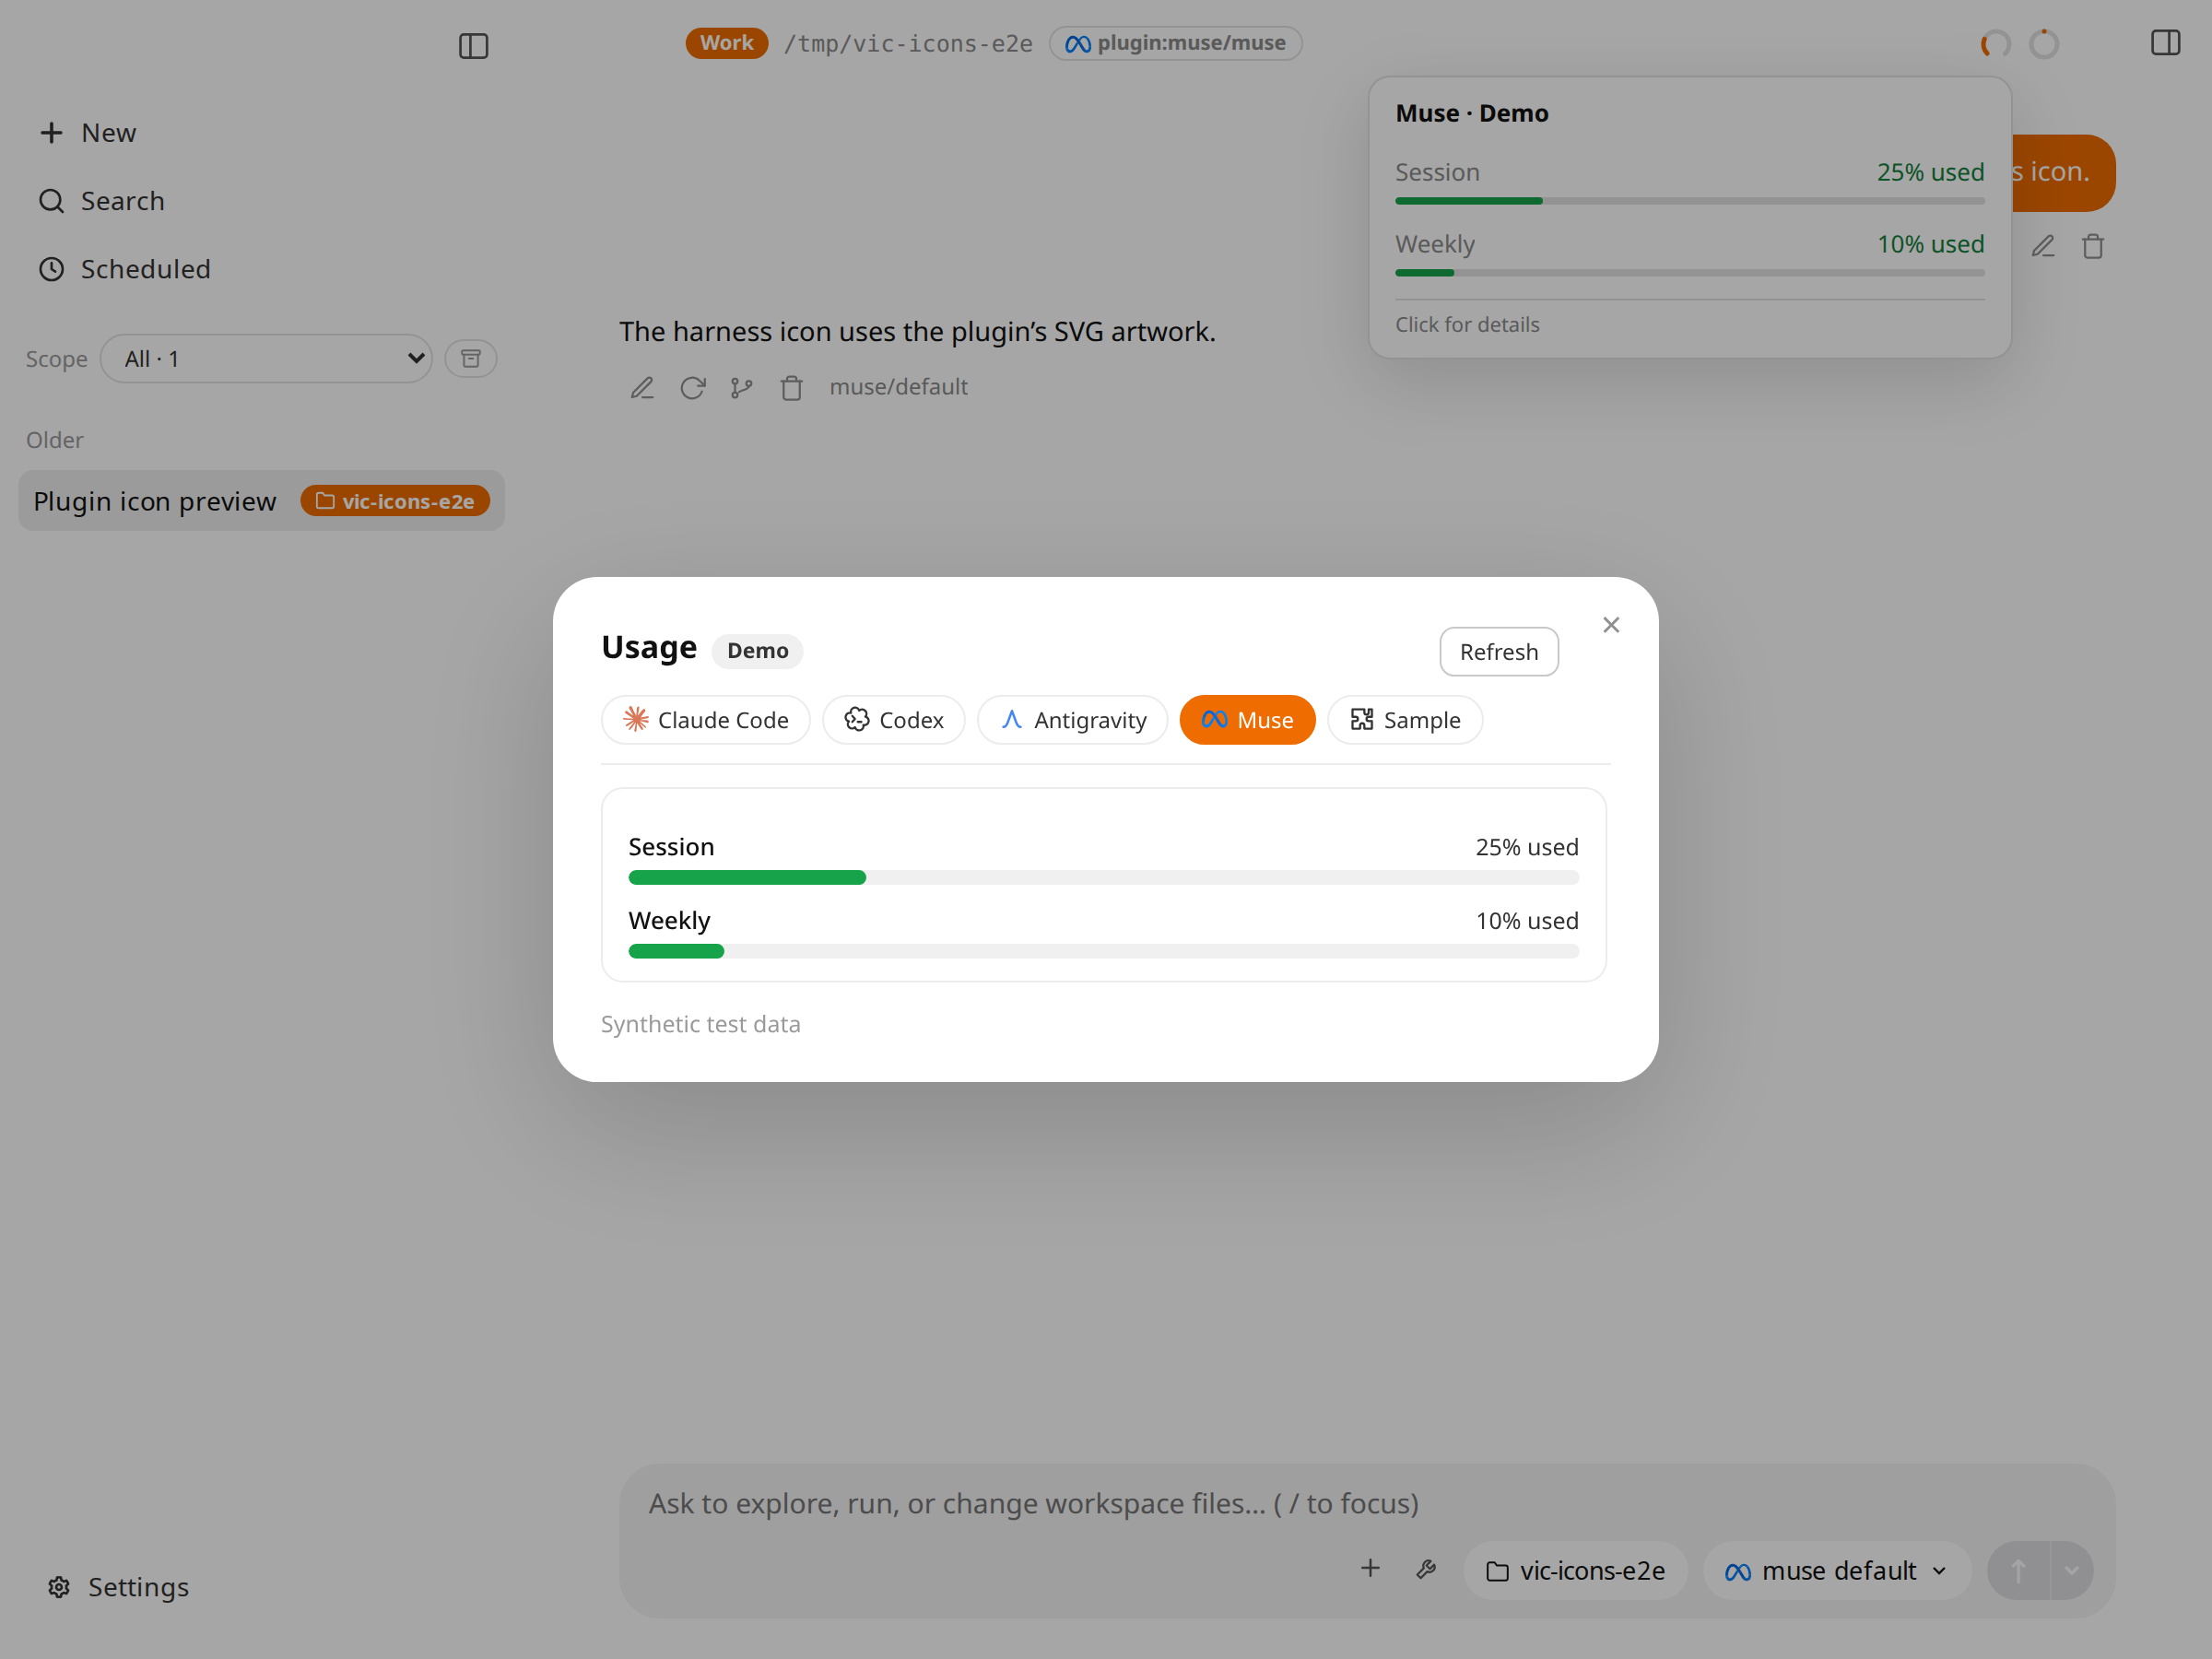 Work /tmp/vic-icons-e2e plugin:muse/muse
New
Search
Scheduled
Scope All · 1
Older
Plugin icon preview vic-icons-e2e
Settings
s icon.
Muse · Demo
Session 25% used
Weekly 10% used
Click for details
The harness icon uses the plugin’s SVG artwork.
muse/default
Usage Demo Refresh
Claude Code Codex Antigravity Muse Sample
Session 25% used
Weekly 10% used
Synthetic test data
Ask to explore, run, or change workspace files... ( / to focus)
vic-icons-e2e muse default